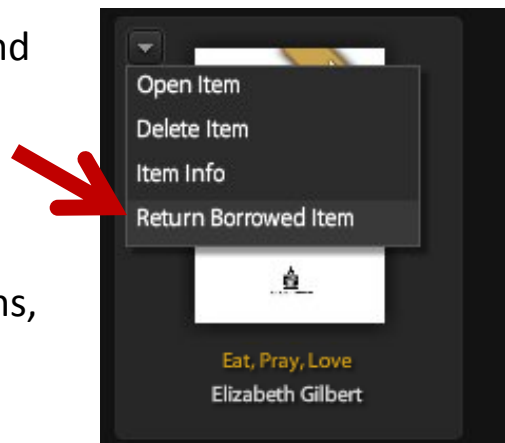 nd
Open Item
Delete Item
Item Info
Return Borrowed Item
ns,
Eat, Pray, Love
Elizabeth Gilbert